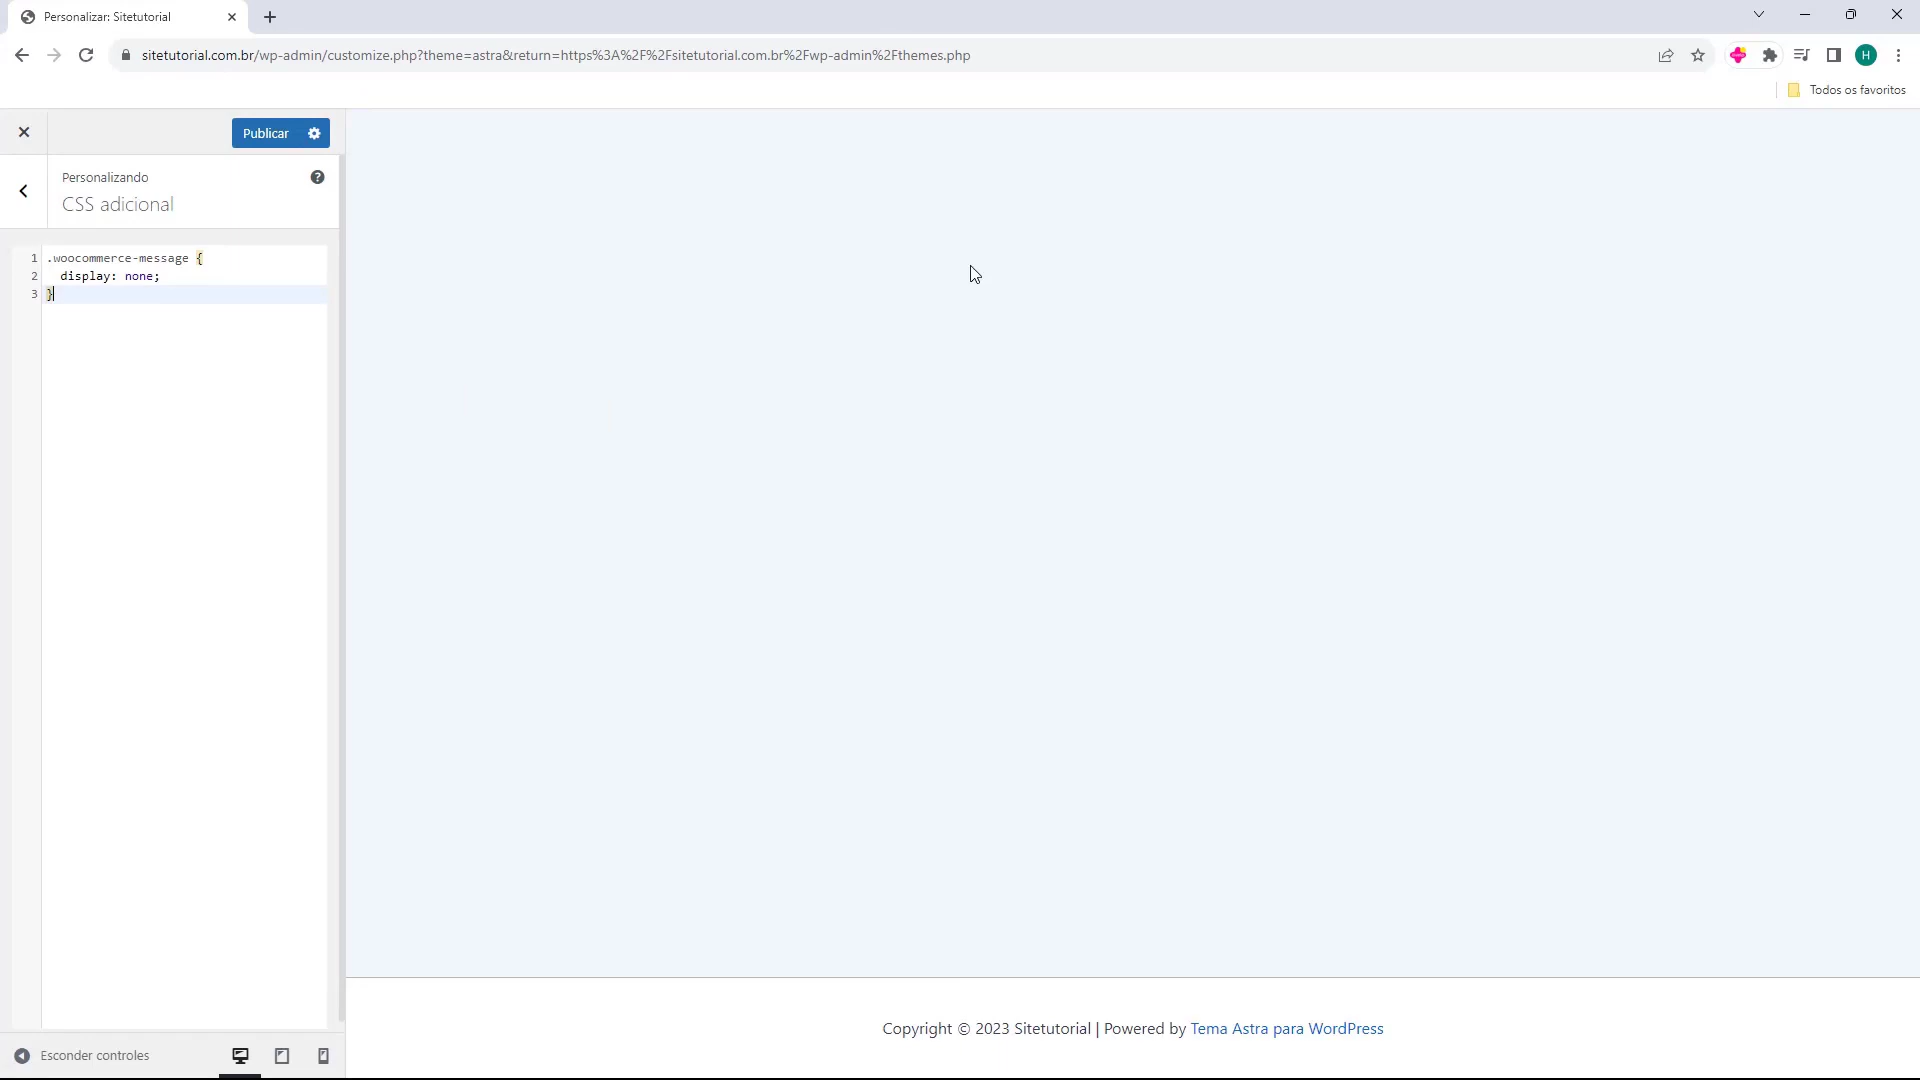 Personalizar: Sitetutorial
sitetutorial.com.br/wp-admin/customize.php?theme=astra&return=https%3A%2F%2Fsitetutorial.com.br%2Fwp-admin%2Fthemes.php
H
Todos os favoritos
Publicar
Personalizando
CSS adicional
1 .woocommerce-message {
2 display: none;
3 }
Copyright © 2023 Sitetutorial | Powered by Tema Astra para WordPress
Esconder controles